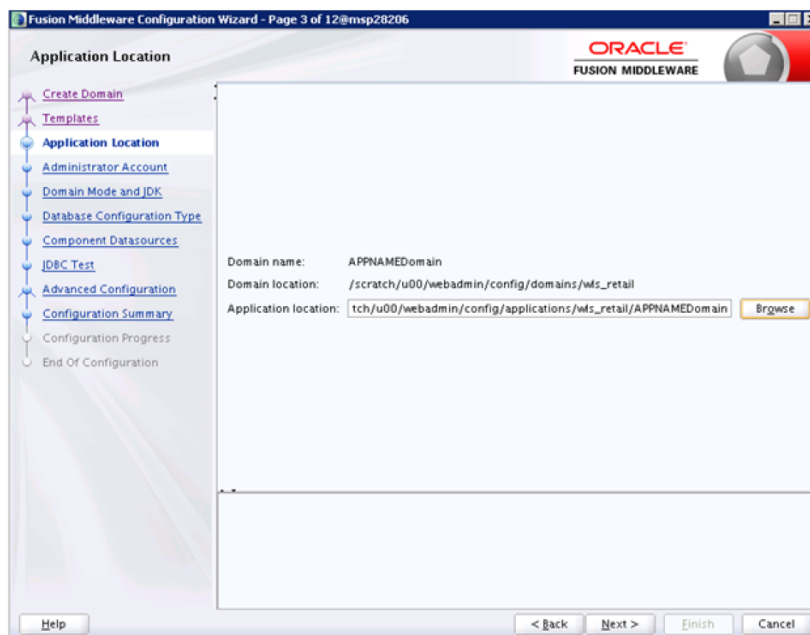 Fusion Middleware Configuration Wizard - Page 3 of 12@msp28206
Application Location
ORACLE
FUSION MIDDLEWARE
Create Domain
Templates
Application Location
Administrator Account
Domain Mode and JDK
Database Configuration Type
Component Datasources
JDBC Test
Advanced Configuration
Configuration Summary
Configuration Progress
End Of Configuration
Domain name: APPNAMEDomain
Domain location: /scratch/u00/webadmin/config/domains/wls_retail
Application location: tch/u00/webadmin/config/applications/wls_retail/APPNAMEDomain Browse
Help < Back Next > Finish Cancel